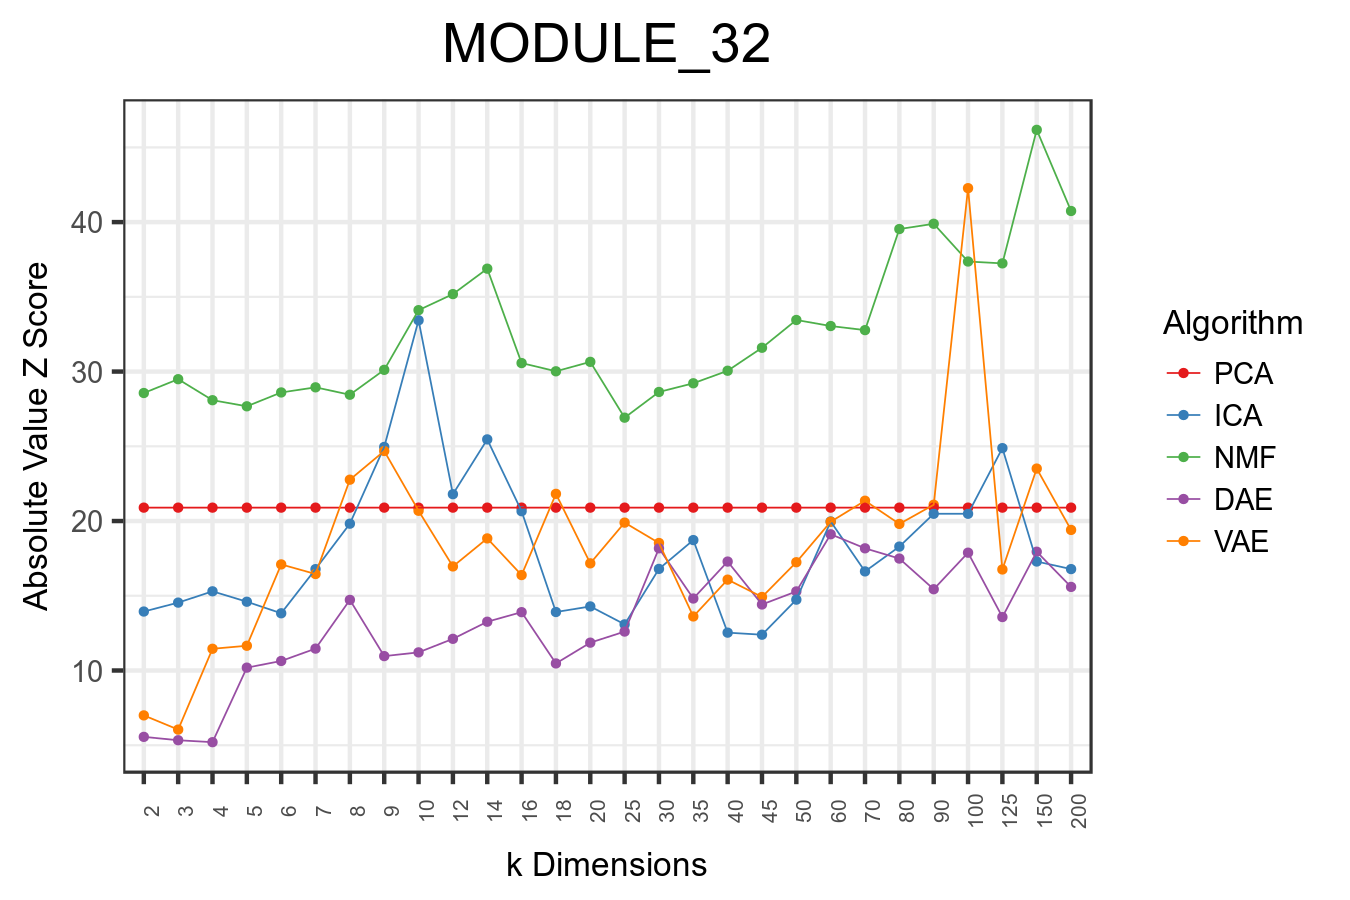 MODULE_32
Absolute Value Z Score
40
30
20
10
2 3 4 5 6 7 8 9 10 12 14 16 18 20 25 30 35 40 45 50 60 70 80 90 100 125 150 200
k Dimensions
Algorithm
PCA
ICA
NMF
DAE
VAE